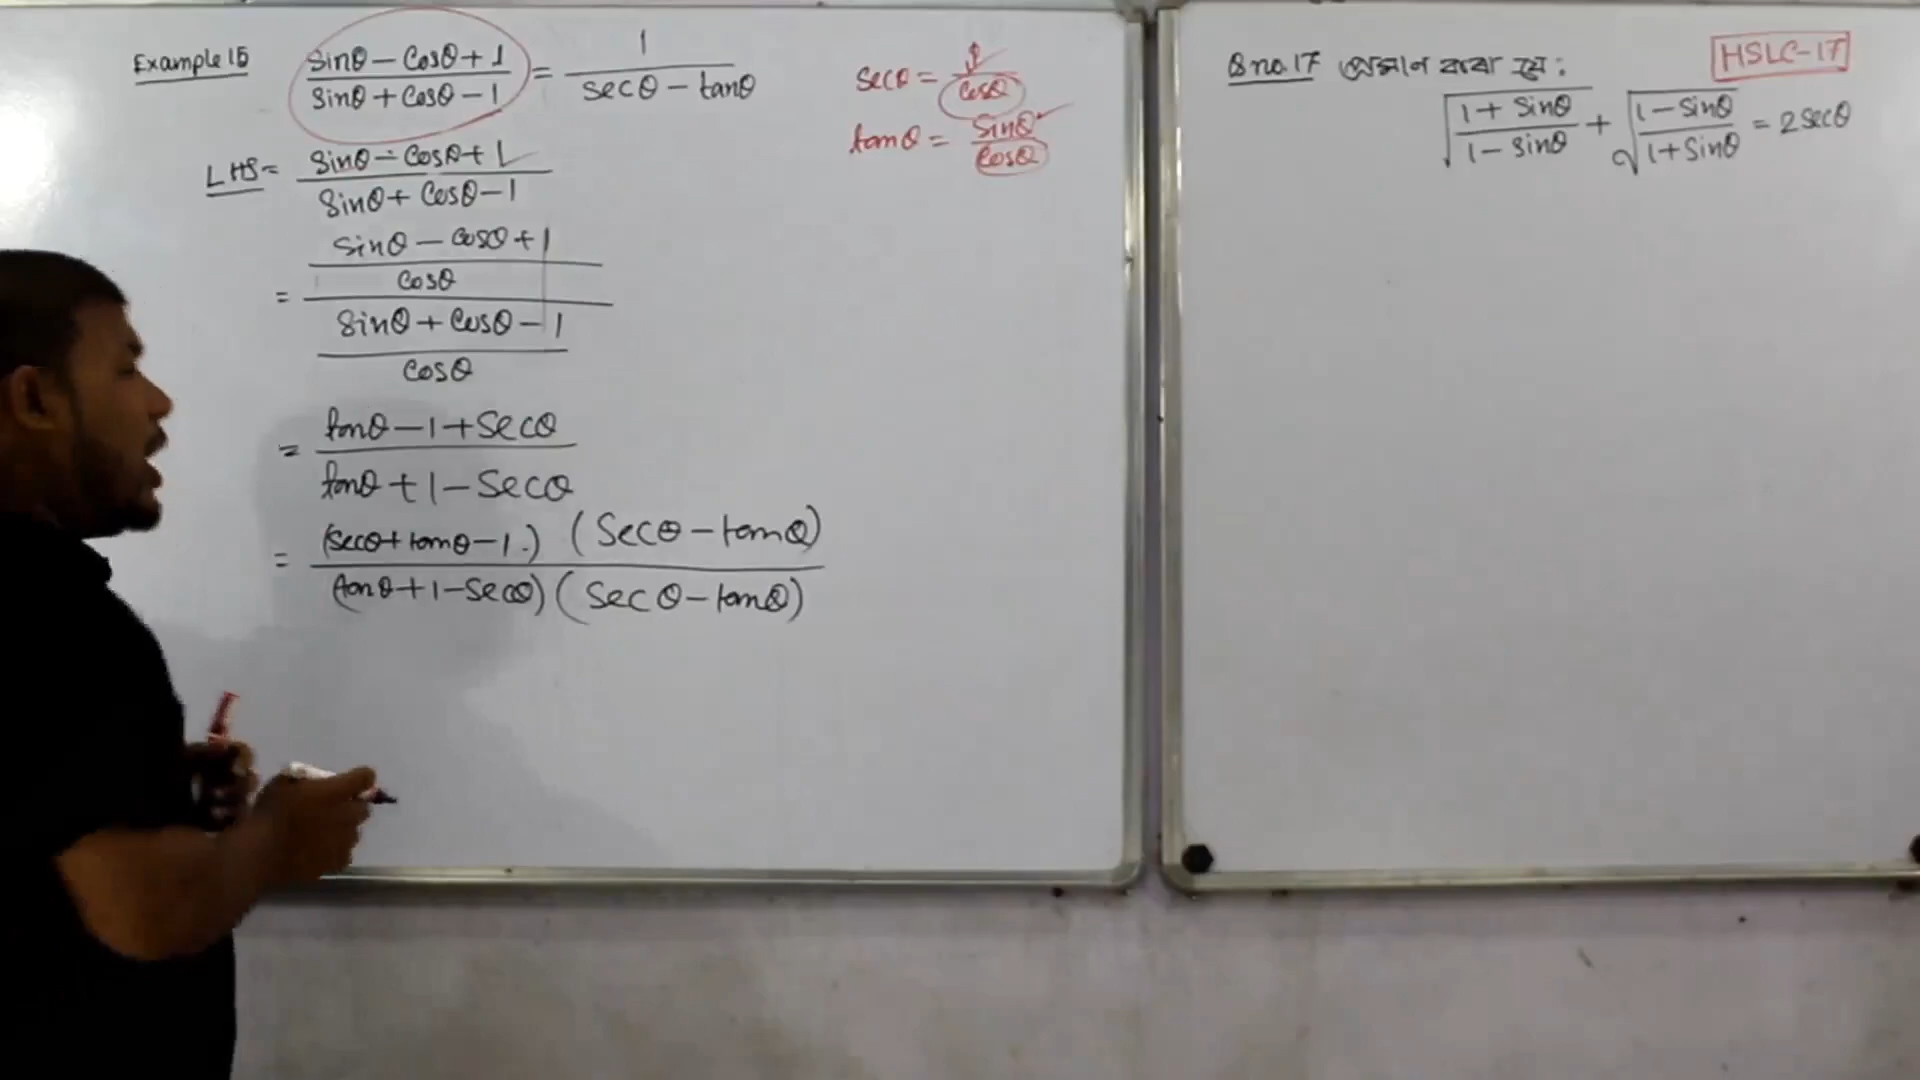 Example 15 (sinθ - cosθ + 1)/(sinθ + cosθ - 1) = 1/(secθ - tanθ)
secθ = 1/cosθ
tanθ = sinθ/cosθ
LHS = (sinθ - cosθ + 1)/(sinθ + cosθ - 1)
= ((sinθ - cosθ + 1)/cosθ)/((sinθ + cosθ - 1)/cosθ)
= (tanθ - 1 + secθ)/(tanθ + 1 - secθ)
= (secθ + tanθ - 1) (secθ - tanθ)/(tanθ + 1 - secθ) (secθ - tanθ)
Q no. 17 প্ৰমাণ কৰা যে :
HSLC-17
√((1 + sinθ)/(1 - sinθ)) + √((1 - sinθ)/(1 + sinθ)) = 2 secθ